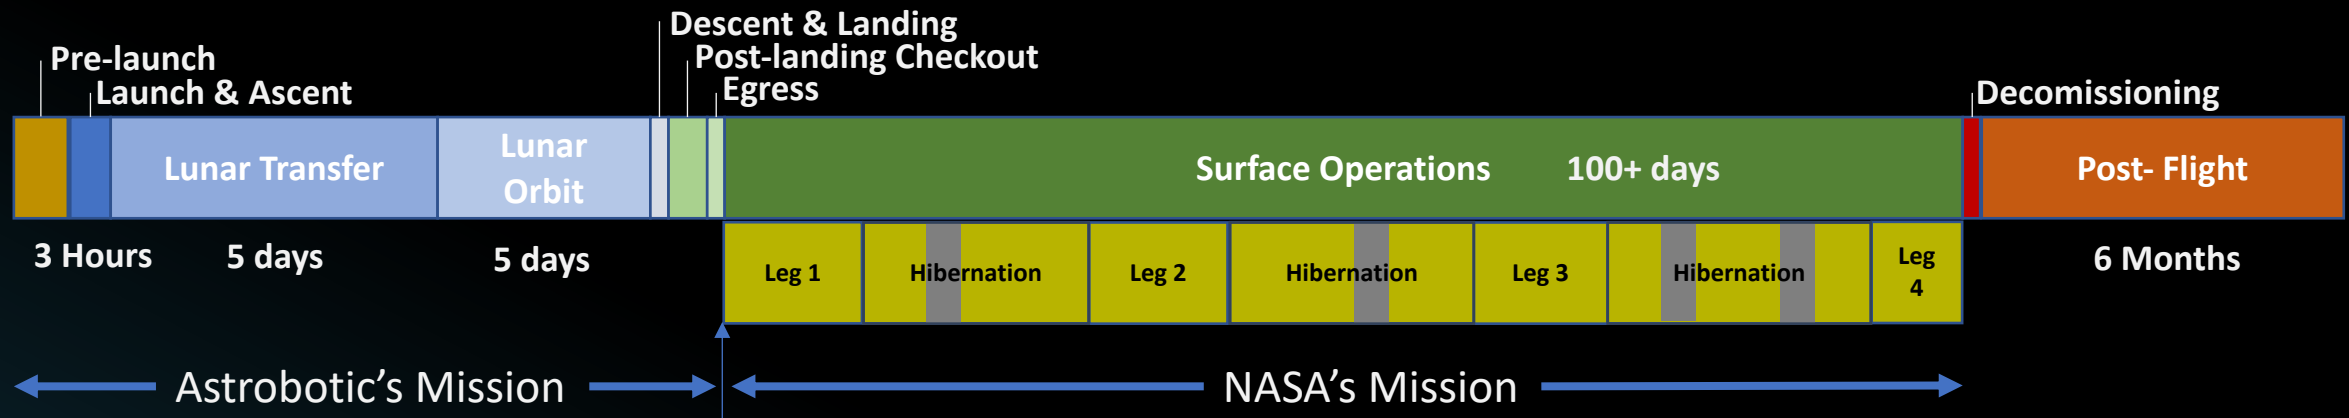 Descent & Landing
Pre-launch
Post-landing Checkout
Launch & Ascent
Egress
Decomissioning
Lunar Transfer
Lunar
Orbit
Surface Operations 100+ days
Post- Flight
3 Hours
5 days
5 days
Leg 1
Hibernation
Leg 2
Hibernation
Leg 3
Hibernation
Leg
4
6 Months
Astrobotic’s Mission
NASA’s Mission